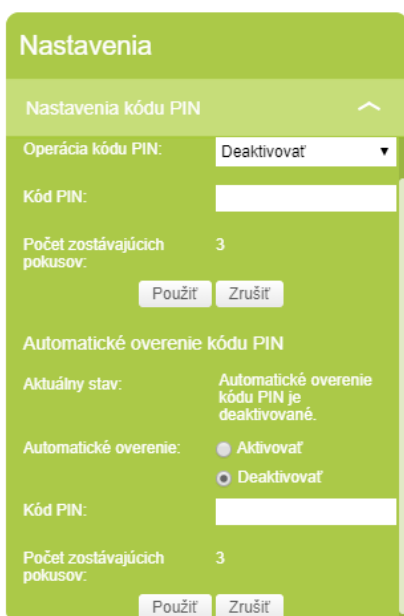 Nastavenia
Nastavenia kódu PIN
Operácia kódu PIN: Deaktivovať
Kód PIN:
Počet zostávajúcich 3
pokusov:
Použiť Zrušiť
Automatické overenie kódu PIN
Aktuálny stav: Automatické overenie
kódu PIN je
deaktivované.
Automatické overenie: Aktivovať
Deaktivovať
Kód PIN:
Počet zostávajúcich 3
pokusov:
Použiť Zrušiť